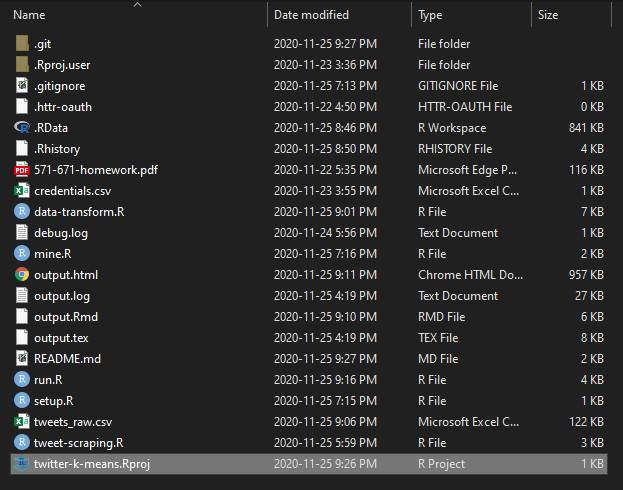 Name Date modified Type Size
.git 2020-11-25 9:27 PM File folder
.Rproj.user 2020-11-23 3:36 PM File folder
.gitignore 2020-11-25 7:13 PM GITIGNORE File 1 KB
.httr-oauth 2020-11-22 4:50 PM HTTR-OAUTH File 0 KB
.RData 2020-11-25 8:46 PM R Workspace 841 KB
.Rhistory 2020-11-25 8:50 PM RHISTORY File 4 KB
PDF 571-671-homework.pdf 2020-11-22 5:35 PM Microsoft Edge P... 116 KB
credentials.csv 2020-11-23 3:55 PM Microsoft Excel C... 1 KB
data-transform.R 2020-11-25 9:01 PM R File 7 KB
debug.log 2020-11-24 5:56 PM Text Document 1 KB
mine.R 2020-11-25 7:16 PM R File 2 KB
output.html 2020-11-25 9:11 PM Chrome HTML Do... 957 KB
output.log 2020-11-25 4:19 PM Text Document 27 KB
output.Rmd 2020-11-25 9:10 PM RMD File 6 KB
output.tex 2020-11-25 4:19 PM TEX File 8 KB
README.md 2020-11-25 9:27 PM MD File 2 KB
run.R 2020-11-25 9:16 PM R File 4 KB
setup.R 2020-11-25 7:15 PM R File 1 KB
tweets_raw.csv 2020-11-25 9:06 PM Microsoft Excel C... 122 KB
tweet-scraping.R 2020-11-25 5:59 PM R File 3 KB
twitter-k-means.Rproj 2020-11-25 9:26 PM R Project 1 KB